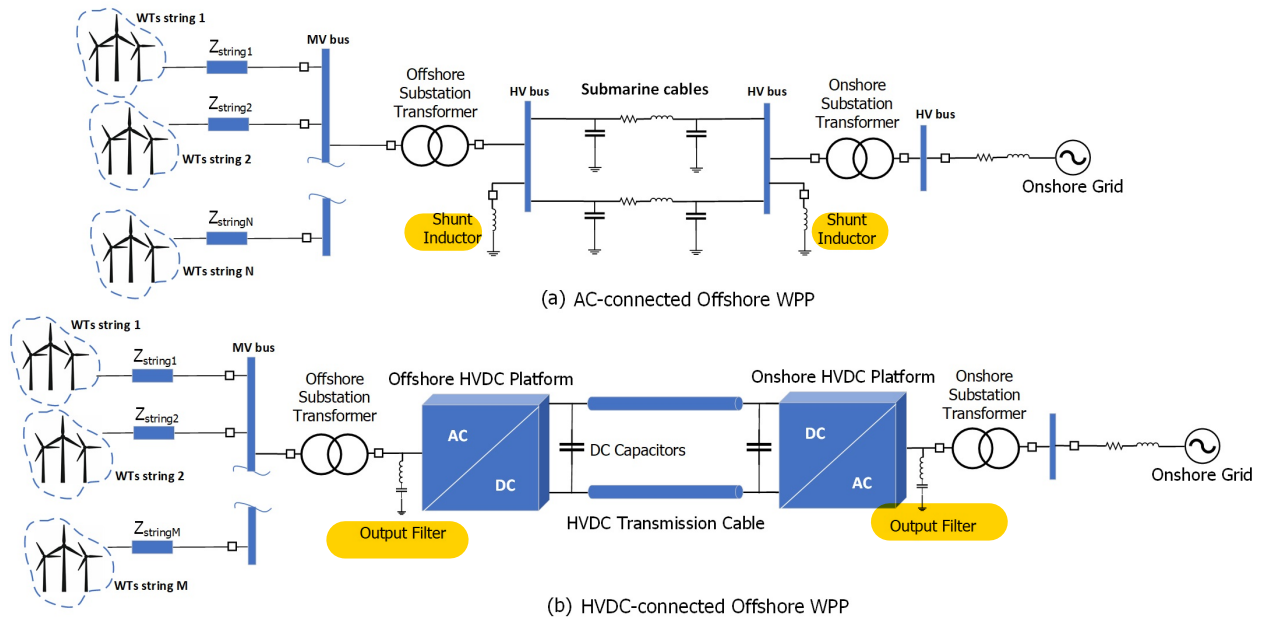 WTs string 1
Zstring1
MV bus
Zstring2
WTs string 2
ZstringN
WTs string N
Offshore
Substation
Transformer
HV bus
Submarine cables
HV bus
Onshore
Substation
Transformer
HV bus
Onshore Grid
Shunt
Inductor
Shunt
Inductor
(a) AC-connected Offshore WPP
WTs string 1
Zstring1
MV bus
Zstring2
WTs string 2
ZstringM
WTs string M
Offshore
Substation
Transformer
Offshore HVDC Platform
AC
DC
DC Capacitors
HVDC Transmission Cable
Onshore HVDC Platform
DC
AC
Onshore
Substation
Transformer
Onshore Grid
Output Filter
Output Filter
(b) HVDC-connected Offshore WPP